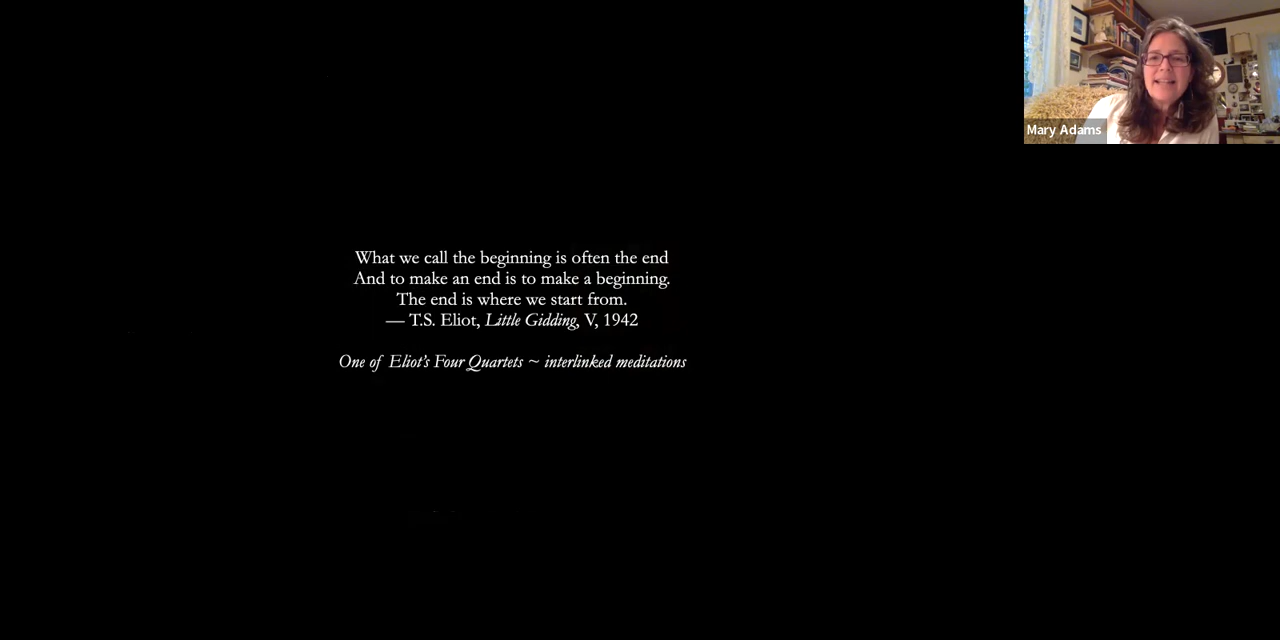 What we call the beginning is often the end
And to make an end is to make a beginning.
The end is where we start from.
— T.S. Eliot, Little Gidding, V, 1942
One of Eliot's Four Quartets ~ interlinked meditations
Mary Adams